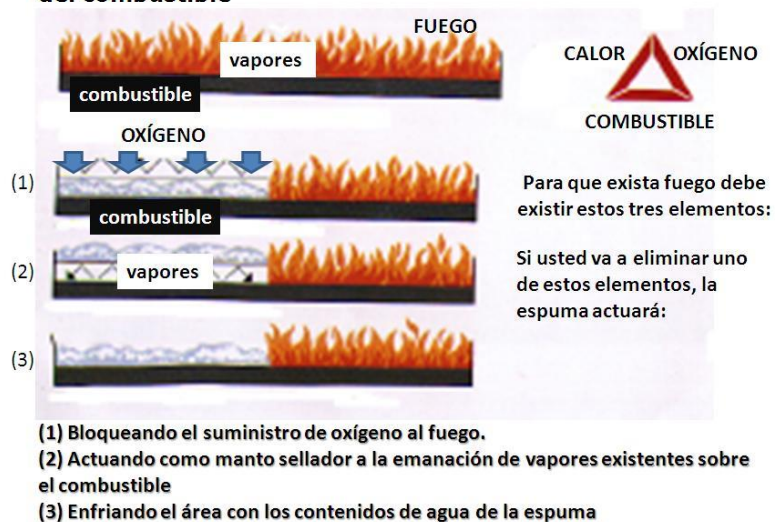 del combustible
FUEGO
vapores
combustible
CALOR
OXÍGENO
COMBUSTIBLE
OXÍGENO
(1)
combustible
Para que exista fuego debe
existir estos tres elementos:
(2)
vapores
Si usted va a eliminar uno
de estos elementos, la
espuma actuará:
(3)
(1) Bloqueando el suministro de oxígeno al fuego.
(2) Actuando como manto sellador a la emanación de vapores existentes sobre
el combustible
(3) Enfriando el área con los contenidos de agua de la espuma